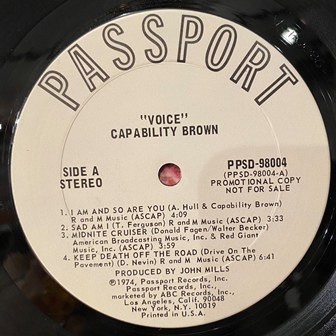 PASSPORT
"VOICE"
CAPABILITY BROWN
SIDE A
STEREO
PPSD-98004
(PPSD-98004-A)
PROMOTIONAL COPY
NOT FOR SALE
1. I AM AND SO ARE YOU (A. Hull & Capability Brown)
R and M Music (ASCAP) 4:09
2. SAD AM I (T. Ferguson) R and M Music (ASCAP) 3:33
3. MIDNITE CRUISER (Donald Fagen/Walter Becker)
American Broadcasting Music, Inc. & Red Giant
Music, Inc. (ASCAP) 3:59
4. KEEP DEATH OFF THE ROAD (Drive On The
Pavement) (D. Nevin) R and M Music (ASCAP) 6:41
PRODUCED BY JOHN MILLS
℗1974, Passport Records, Inc.
Passport Records, Inc.,
marketed by ABC Records, Inc.
Los Angeles, Calif. 90048
New York, N.Y. 10019
Printed in U.S.A.